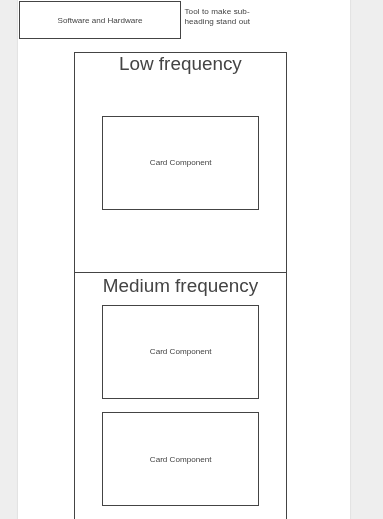 Software and Hardware
Tool to make sub-
heading stand out
Low frequency
Card Component
Medium frequency
Card Component
Card Component